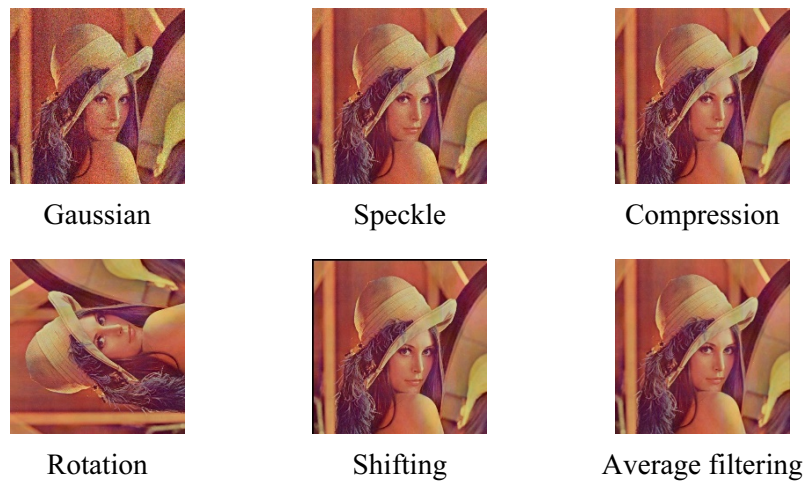 Gaussian
Speckle
Compression
Rotation
Shifting
Average filtering